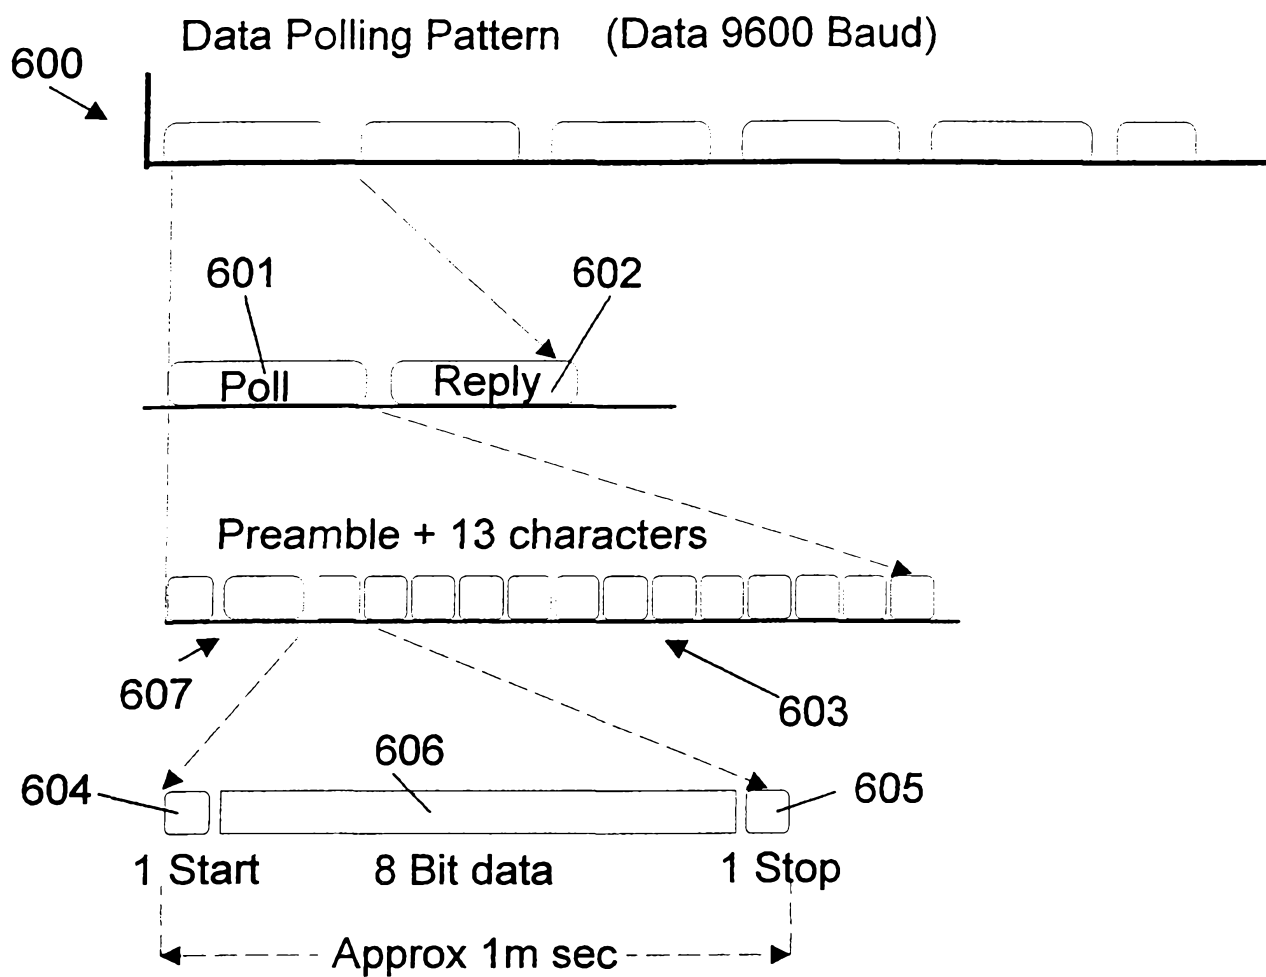 Data Polling Pattern (Data 9600 Baud)
600
601
602
Poll
Reply
Preamble + 13 characters
607
603
606
604
605
1 Start
8 Bit data
1 Stop
Approx 1m sec